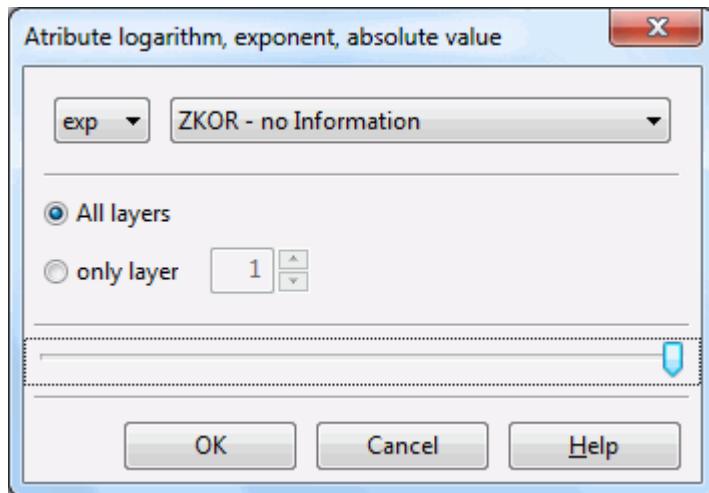 Atribute logarithm, exponent, absolute value
exp ZKOR - no Information
All layers
only layer 1
OK Cancel Help